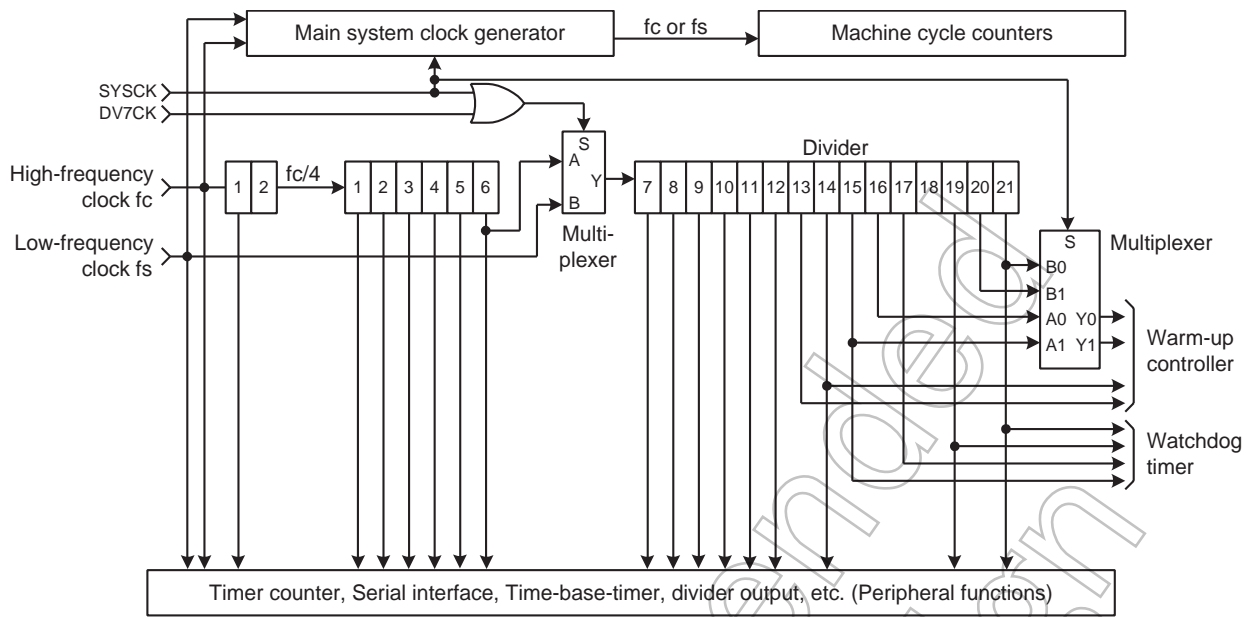 Main system clock generator
fc or fs
Machine cycle counters
SYSCK
DV7CK
High-frequency
clock fc
Low-frequency
clock fs
1 2
fc/4
1 2 3 4 5 6
S
A
B
Y
Multi-
plexer
Divider
7 8 9 10 11 12 13 14 15 16 17 18 19 20 21
S
B0
B1
A0 Y0
A1 Y1
Multiplexer
Warm-up
controller
Watchdog
timer
Timer counter, Serial interface, Time-base-timer, divider output, etc. (Peripheral functions)
ended